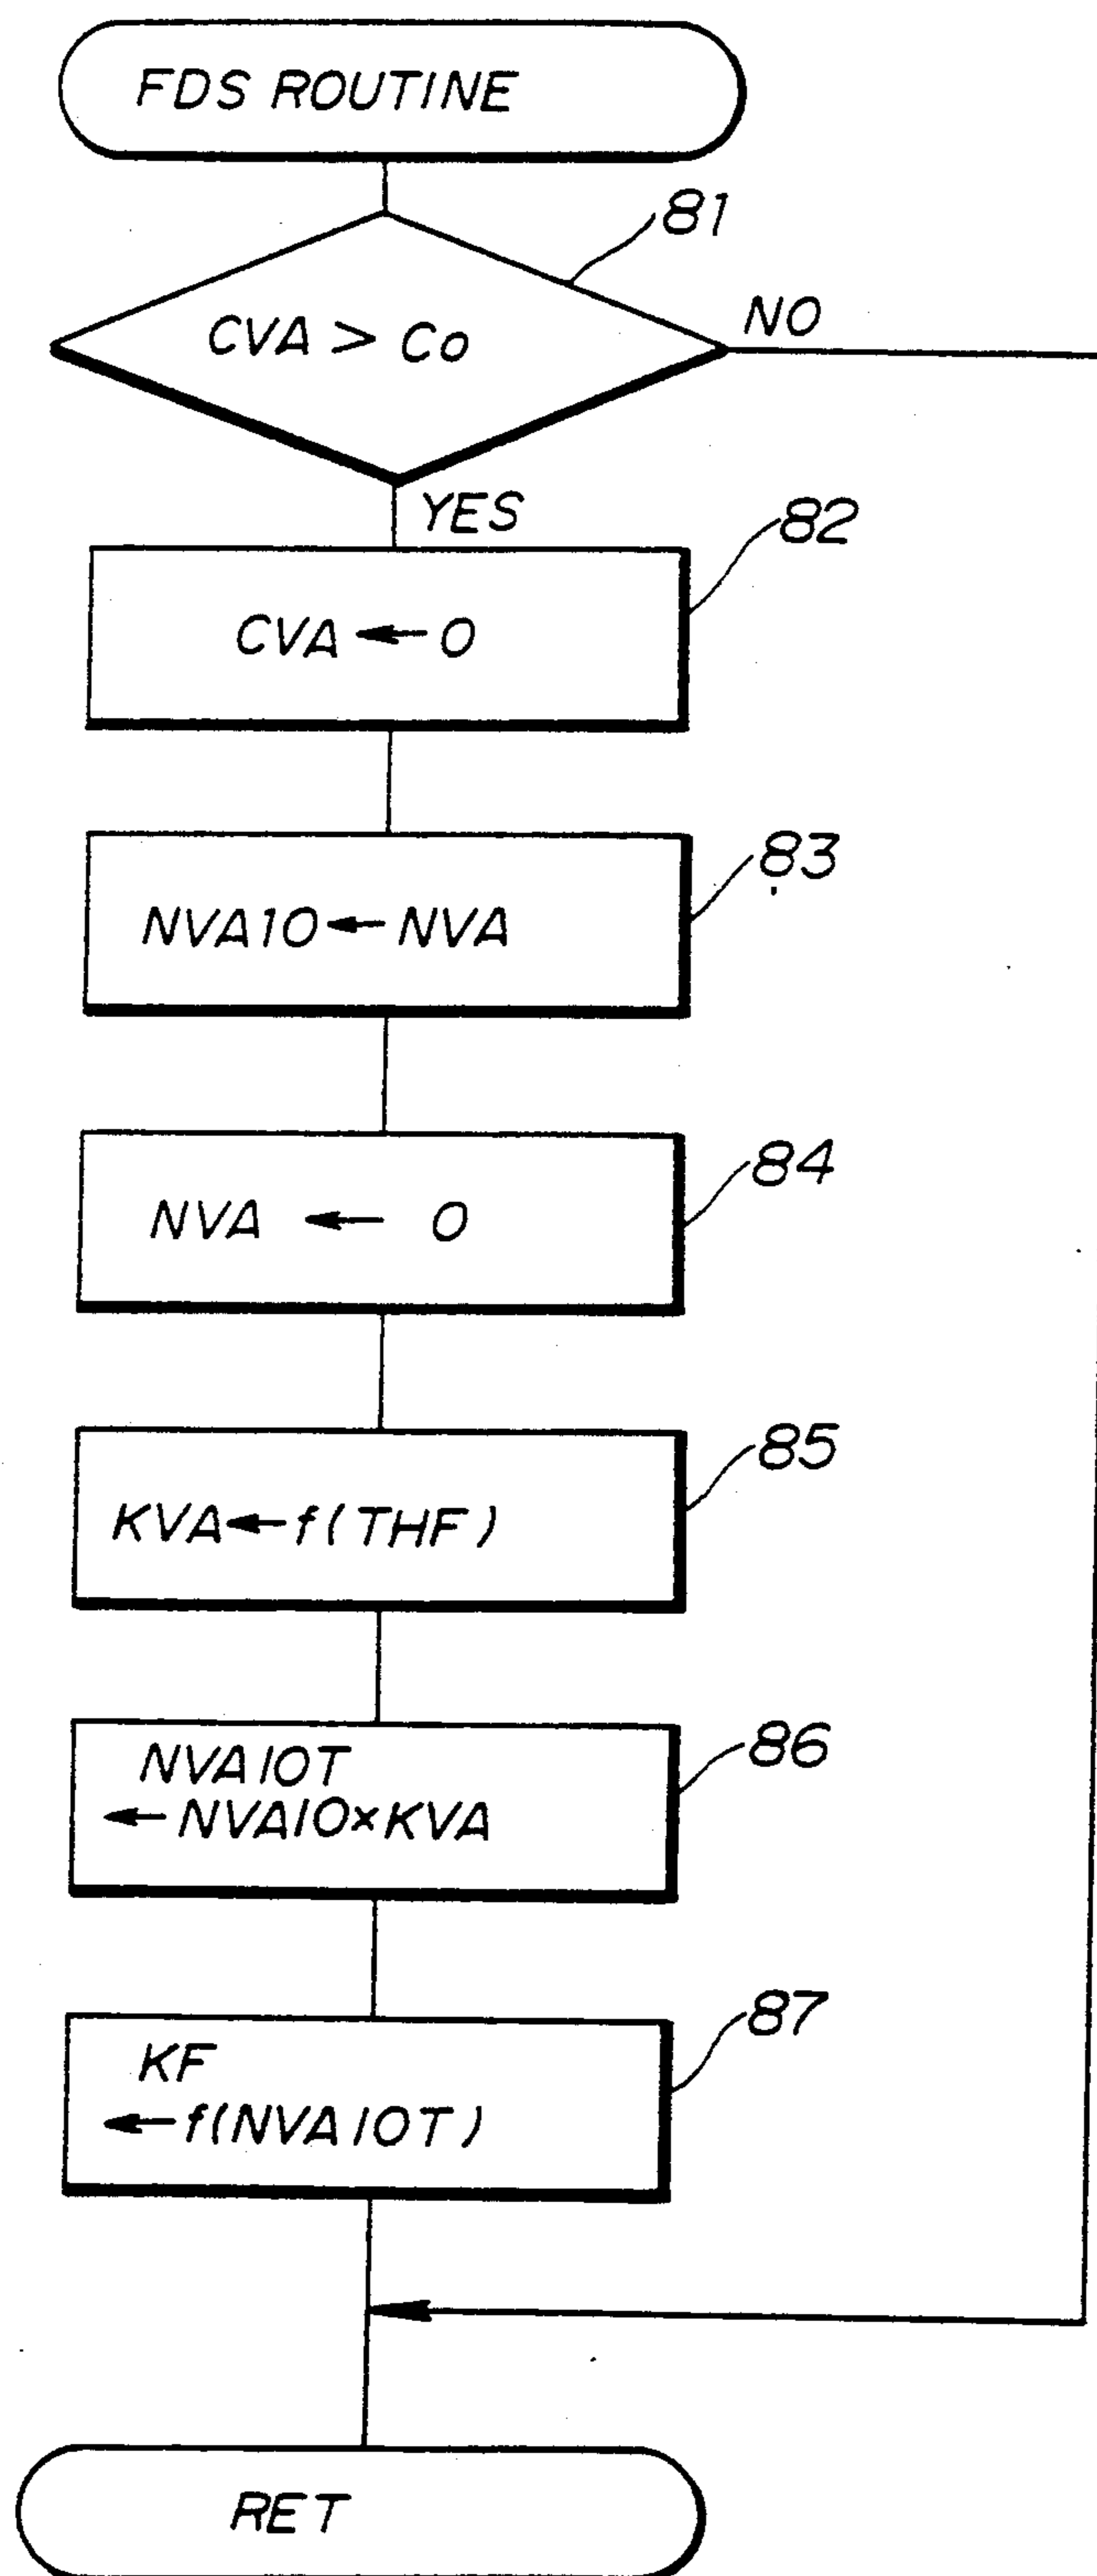 FDS ROUTINE
81
CVA > Co
NO
YES
82
CVA ← 0
83
NVA10 ← NVA
84
NVA ← 0
85
KVA ← f(THF)
86
NVA10T
← NVA10×KVA
87
KF
← f(NVA10T)
RET